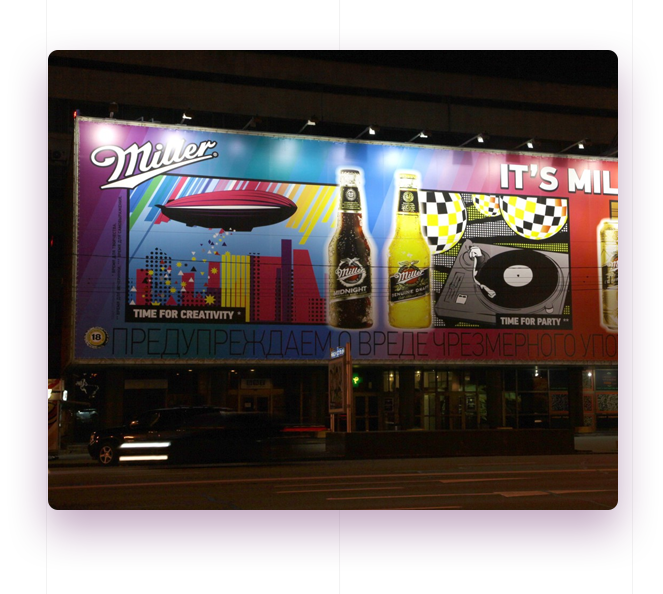 Miller
IT'S MIL
TIME FOR CREATIVITY *
Miller
MIDNIGHT
Miller
GENUINE DRAFT
TIME FOR PARTY **
18
ПРЕДУПРЕЖДАЕМ О ВРЕДЕ ЧРЕЗМЕРНОГО УПО